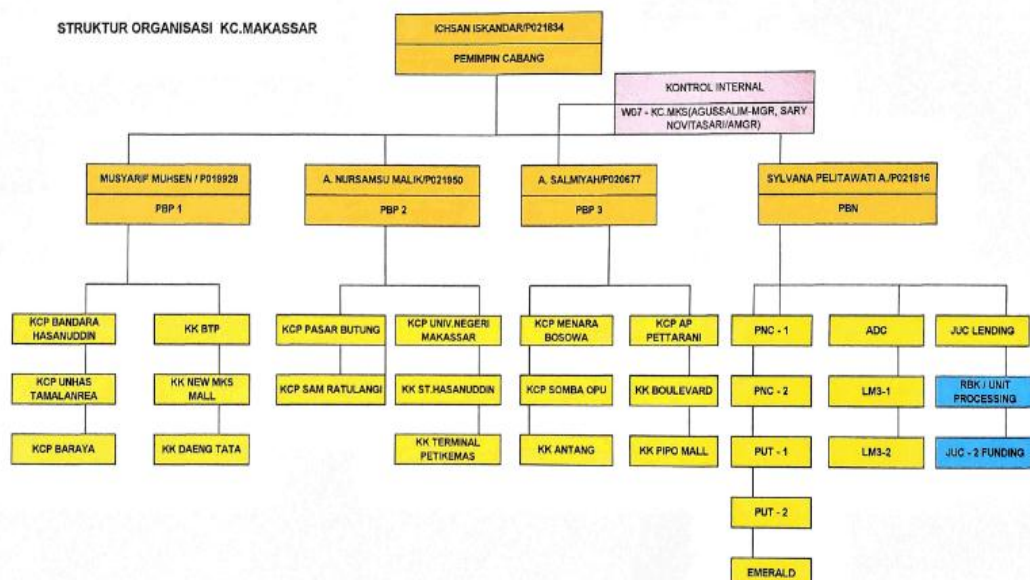 STRUKTUR ORGANISASI KC.MAKASSAR
ICHSAN ISKANDAR/P021834
PEMIMPIN CABANG
KONTROL INTERNAL
W07 - KC.MKS(AGUSSALIM-MGR, SARY
NOVITASARI/AMGR)
MUSYARIF MUHSEN / P019929
PBP 1
A. NURSAMSU MALIK/P021950
PBP 2
A. SALMIYAH/P020677
PBP 3
SYLVANA PELITAWATI A./P021816
PBN
KCP BANDARA
HASANUDDIN
KCP UNHAS
TAMALANREA
KCP BARAYA
KK BTP
KK NEW MKS
MALL
KK DAENG TATA
KCP PASAR BUTUNG
KCP SAM RATULANGI
KCP UNIV.NEGERI
MAKASSAR
KK ST.HASANUDDIN
KK TERMINAL
PETIKEMAS
KCP MENARA
BOSOWA
KCP SOMBA OPU
KK ANTANG
KCP AP
PETTARANI
KK BOULEVARD
KK PIPO MALL
PNC - 1
PNC - 2
PUT - 1
PUT - 2
EMERALD
ADC
LM3-1
LM3-2
JUC LENDING
RBK / UNIT
PROCESSING
JUC - 2 FUNDING